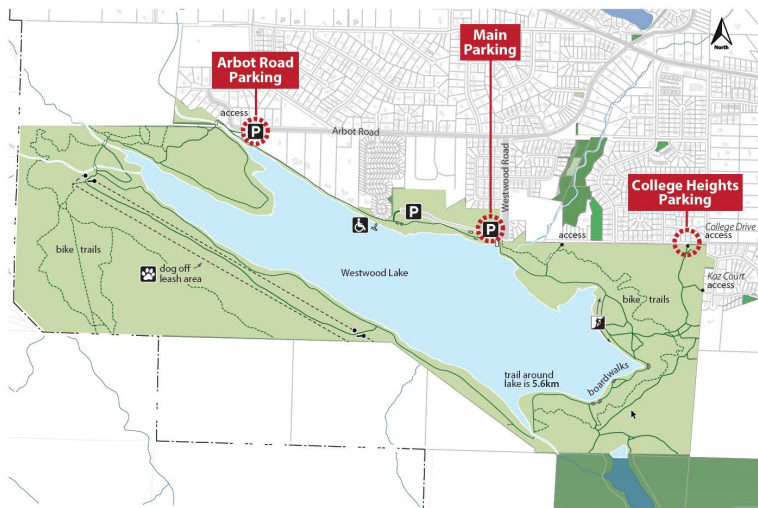 Main
Parking
North
Arbot Road
Parking
access
P
Arbot Road
Westwood Road
College Heights
Parking
P
P
College Drive
access
access
Kaz Court
access
bike trails
dog off
leash area
Westwood Lake
bike trails
trail around
lake is 5.6km
boardwalks